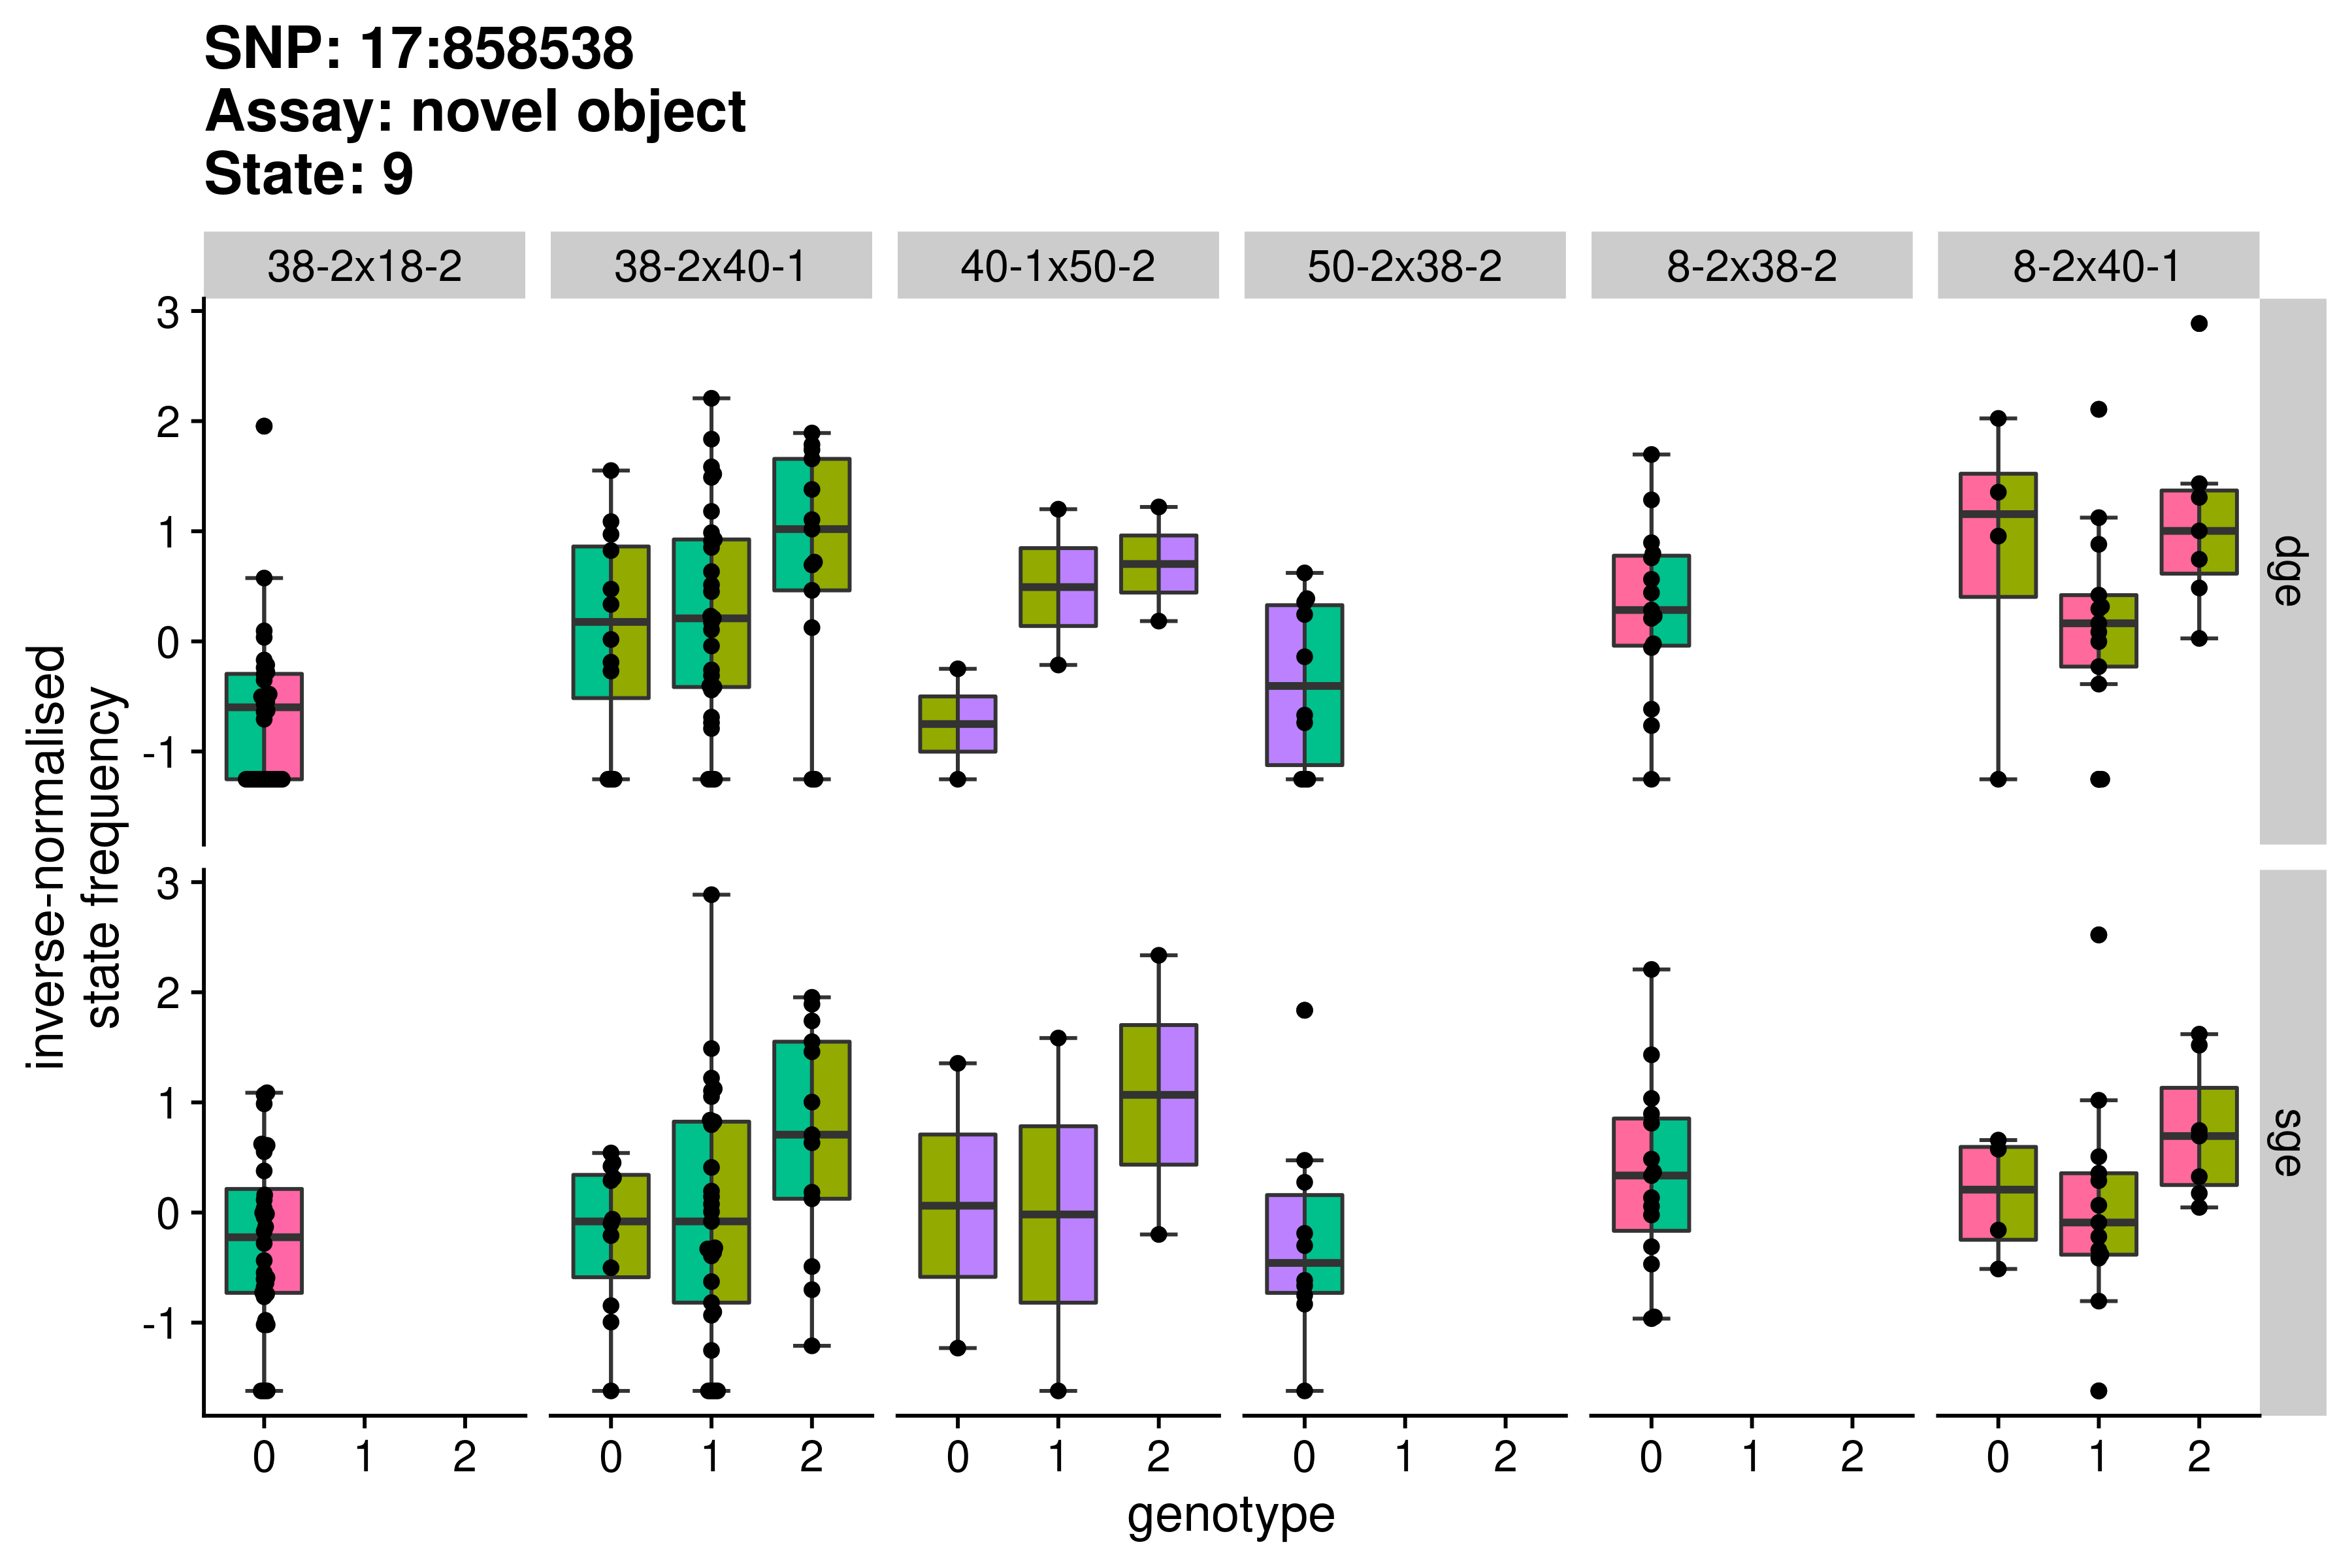 SNP: 17:858538
Assay: novel object
State: 9
38-2x18-2 38-2x40-1 40-1x50-2 50-2x38-2 8-2x38-2 8-2x40-1
3
2
1
0
-1
dge
inverse-normalised
state frequency
3
2
1
0
-1
sge
0 1 2 0 1 2 0 1 2 0 1 2 0 1 2 0 1 2
genotype